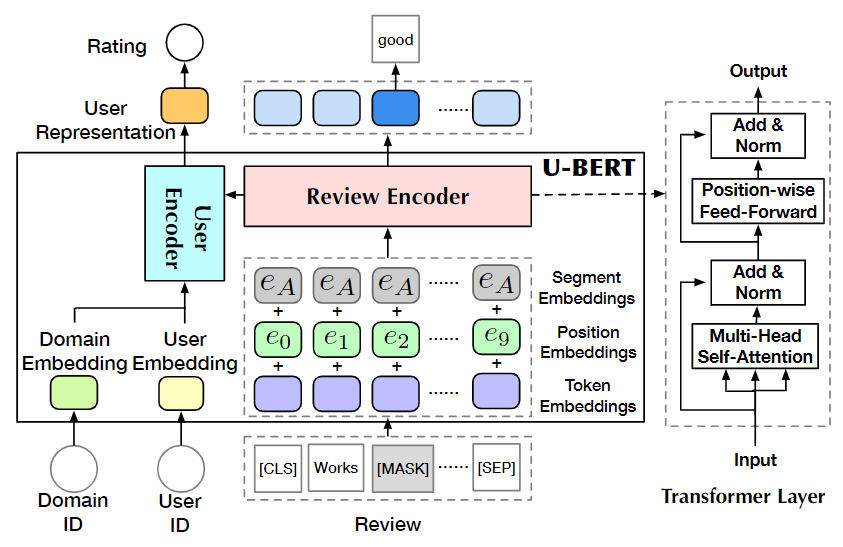 Rating
good
User
Representation
U-BERT
User
Encoder
Review Encoder
e_A e_A e_A ...... e_A
Segment
Embeddings
+ + + +
e_0 e_1 e_2 ...... e_9
Position
Embeddings
+ + + +
Token
Embeddings
Domain
Embedding
User
Embedding
[CLS] Works [MASK] ...... [SEP]
Domain
ID
User
ID
Review
Output
Add &
Norm
Position-wise
Feed-Forward
Add &
Norm
Multi-Head
Self-Attention
Input
Transformer Layer